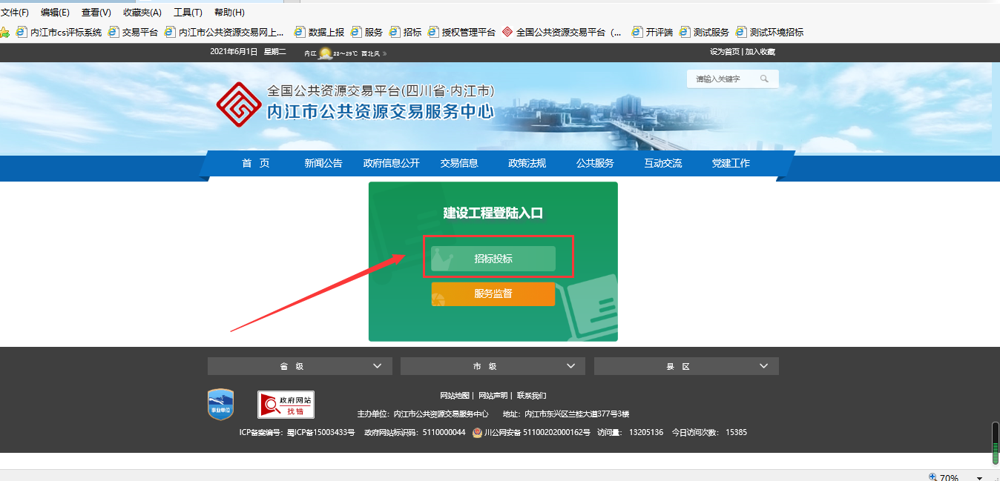 文件(F) 编辑(E) 查看(V) 收藏夹(A) 工具(T) 帮助(H)
内江市cs评标系统 交易平台 内江市公共资源交易网上... 数据上报 服务 招标 授权管理平台 全国公共资源交易平台（... 开评端 测试服务 测试环境招标
2021年6月1日 星期二 内江 22～29℃ 西北风 » 设为首页 | 加入收藏
请输入关键字
全国公共资源交易平台(四川省·内江市)
内江市公共资源交易服务中心
首 页 新闻公告 政府信息公开 交易信息 政策法规 公共服务 互动交流 党建工作
建设工程登陆入口
招标投标
服务监督
省 级 市 级 县 区
事业单位
政府网站
找错
网站地图 | 网站声明 | 联系我们
主办单位：内江市公共资源交易服务中心 地址：内江市东兴区兰桂大道377号3楼
ICP备案编号：蜀ICP备15003433号 政府网站标识码：5110000044 川公网安备 51100202000162号 访问量： 13205136 今日访问次数： 15385
70%